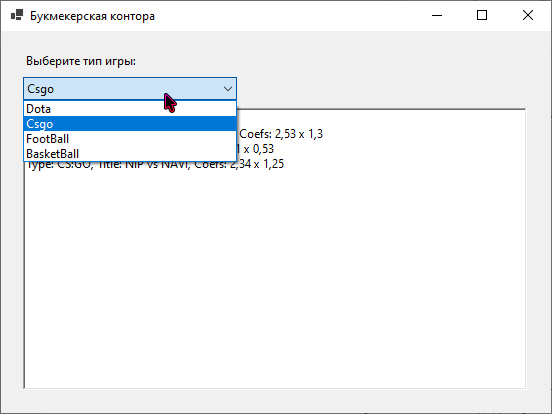 Букмекерская контора
Выберите тип игры:
Csgo
Dota
Csgo
FootBall
BasketBall
Coefs: 2,53 x 1,3
x 0,53
Type: CS:GO, Title: NIP vs NAVI, Coefs: 2,34 x 1,25